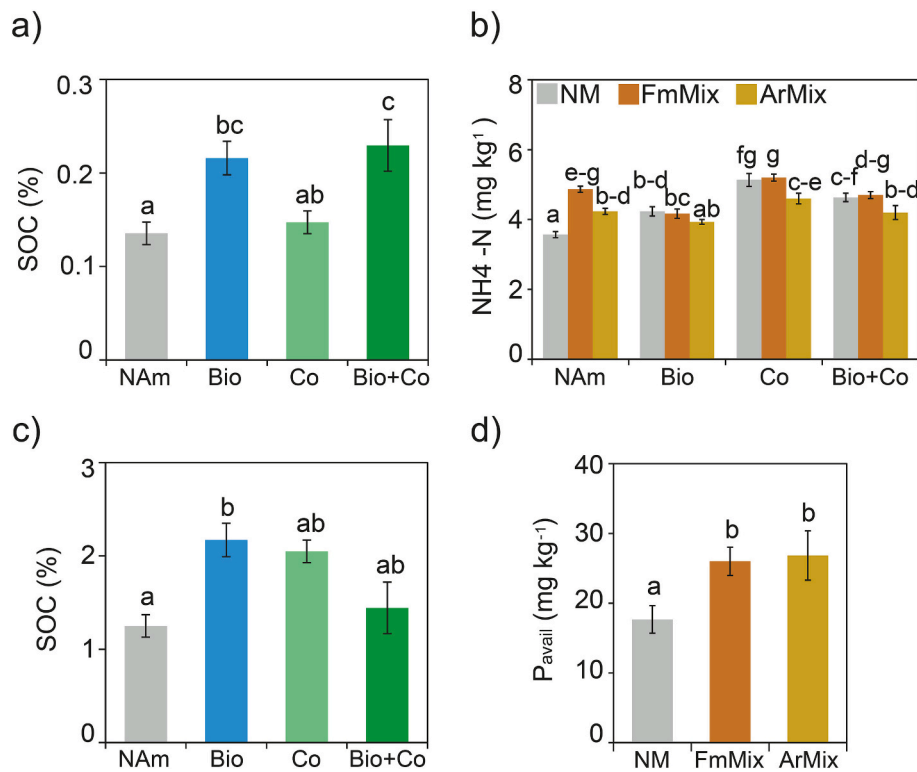 a)
SOC (%)
0.3
0.2
0.1
0
a
bc
ab
c
NAm Bio Co Bio+Co
b)
NH4 -N (mg kg¹)
8
6
4
2
0
NM FmMix ArMix
a e-g b-d
b-d bc ab
fg g c-e
c-f d-g b-d
NAm Bio Co Bio+Co
c)
SOC (%)
3
2
1
0
a
b
ab
ab
NAm Bio Co Bio+Co
d)
Pavail (mg kg⁻¹)
40
30
20
10
0
a
b
b
NM FmMix ArMix